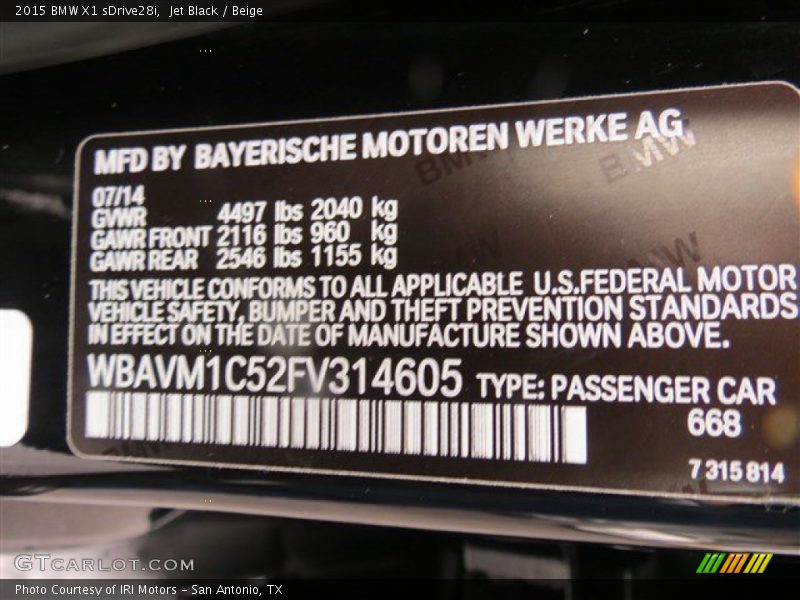 2015 BMW X1 sDrive28i, Jet Black / Beige
MFD BY BAYERISCHE MOTOREN WERKE AG
07/14
GVWR 4497 lbs 2040 kg
GAWR FRONT 2116 lbs 960 kg
GAWR REAR 2546 lbs 1155 kg
THIS VEHICLE CONFORMS TO ALL APPLICABLE U.S.FEDERAL MOTOR
VEHICLE SAFETY, BUMPER AND THEFT PREVENTION STANDARDS
IN EFFECT ON THE DATE OF MANUFACTURE SHOWN ABOVE.
WBAVM1C52FV314605 TYPE: PASSENGER CAR
668
7 315 814
GTCARLOT.COM
Photo Courtesy of IRI Motors - San Antonio, TX